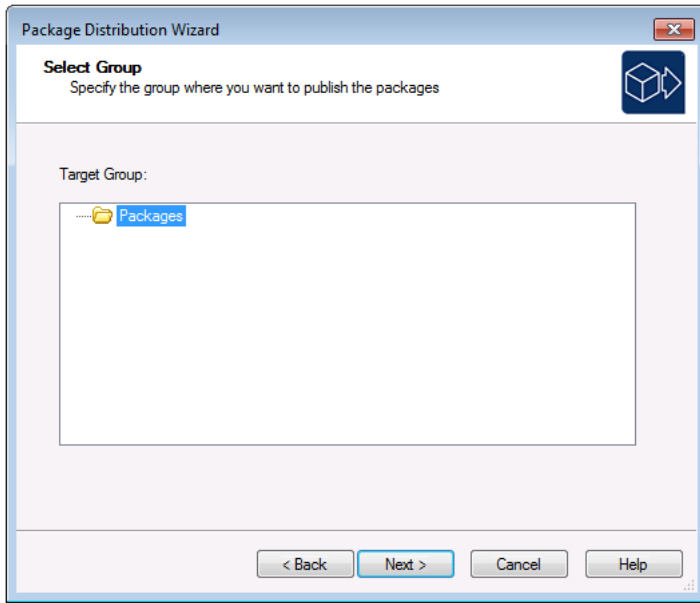 Package Distribution Wizard
Select Group
Specify the group where you want to publish the packages
Target Group:
Packages
< Back Next > Cancel Help